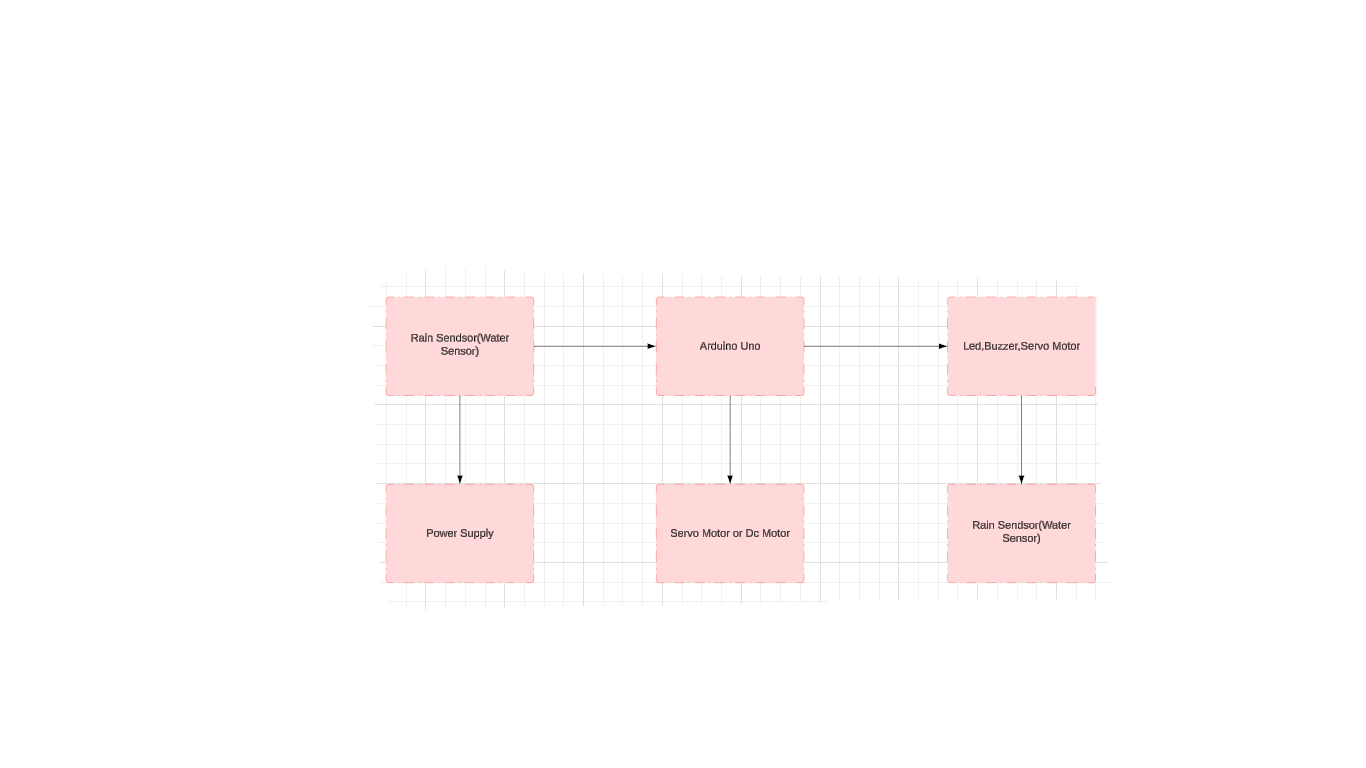 Rain Sendsor(Water
Sensor)
Arduino Uno
Led,Buzzer,Servo Motor
Power Supply
Servo Motor or Dc Motor
Rain Sendsor(Water
Sensor)